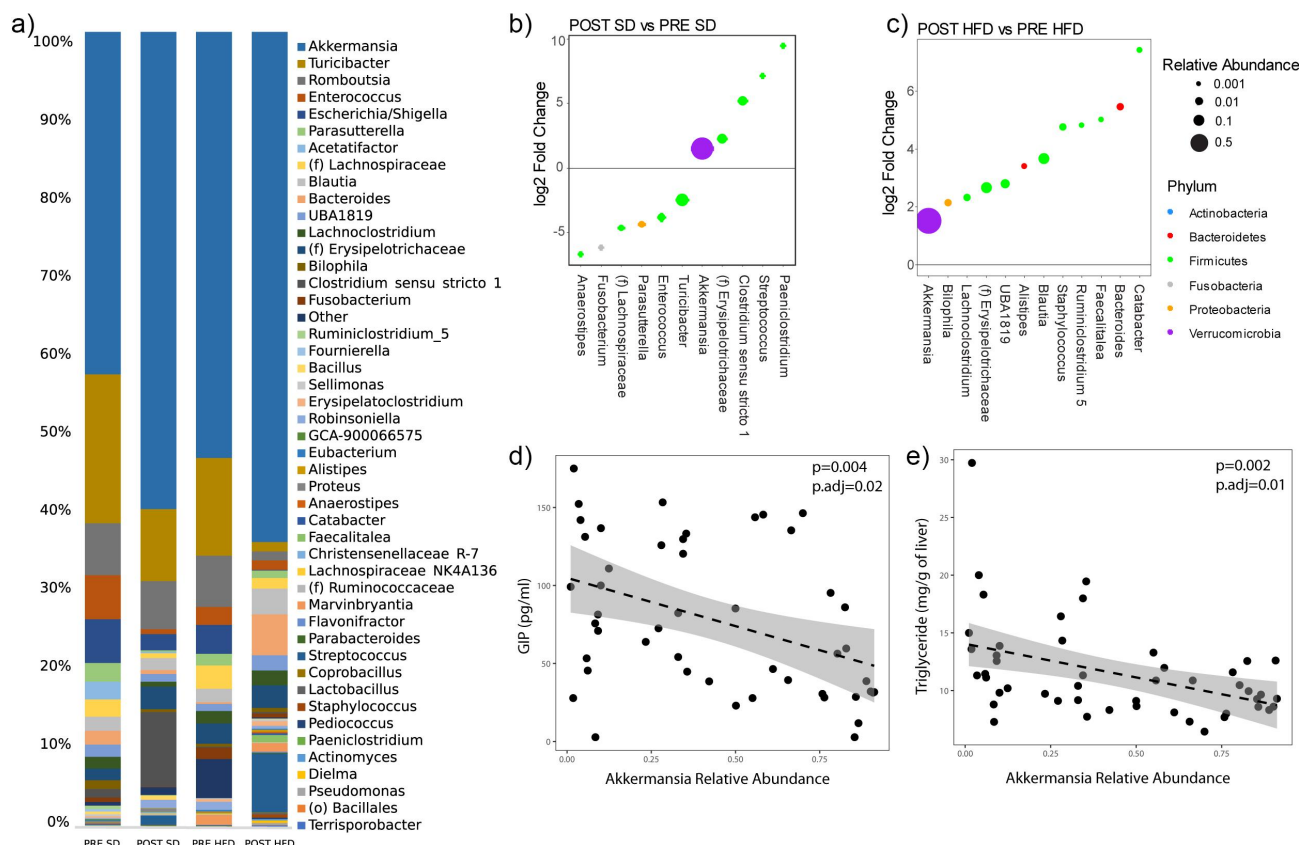 a)
100%
90%
80%
70%
60%
50%
40%
30%
20%
10%
0%
PRE SD
POST SD
PRE HFD
POST HFD
Akkermansia
Turicibacter
Romboutsia
Enterococcus
Escherichia/Shigella
Parasutterella
Acetatifactor
(f) Lachnospiraceae
Blautia
Bacteroides
UBA1819
Lachnoclostridium
(f) Erysipelotrichaceae
Bilophila
Clostridium sensu stricto 1
Fusobacterium
Other
Ruminiclostridium_5
Fournierella
Bacillus
Sellimonas
Erysipelatoclostridium
Robinsoniella
GCA-900066575
Eubacterium
Alistipes
Proteus
Anaerostipes
Catabacter
Faecalitalea
Christensenellaceae R-7
Lachnospiraceae NK4A136
(f) Ruminococcaceae
Marvinbryantia
Flavonifractor
Parabacteroides
Streptococcus
Coprobacillus
Lactobacillus
Staphylococcus
Pediococcus
Paeniclostridium
Actinomyces
Dielma
Pseudomonas
(o) Bacillales
Terrisporobacter
b)
POST SD vs PRE SD
log2 Fold Change
10
5
0
-5
Anaerostipes
Fusobacterium
(f) Lachnospiraceae
Parasutterella
Enterococcus
Turicibacter
Akkermansia
(f) Erysipelotrichaceae
Clostridium sensu stricto 1
Streptococcus
Paeniclostridium
c)
POST HFD vs PRE HFD
log2 Fold Change
6
4
2
0
Akkermansia
Bilophila
Lachnoclostridium
(f) Erysipelotrichaceae
UBA1819
Alistipes
Blautia
Staphylococcus
Ruminiclostridium 5
Faecalitalea
Bacteroides
Catabacter
Relative Abundance
0.001
0.01
0.1
0.5
Phylum
Actinobacteria
Bacteroidetes
Firmicutes
Fusobacteria
Proteobacteria
Verrucomicrobia
d)
p=0.004
p.adj=0.02
GIP (pg/ml)
150
100
50
0
0.00
0.25
0.50
0.75
Akkermansia Relative Abundance
e)
p=0.002
p.adj=0.01
Triglyceride (mg/g of liver)
30
25
20
15
10
0.00
0.25
0.50
0.75
Akkermansia Relative Abundance